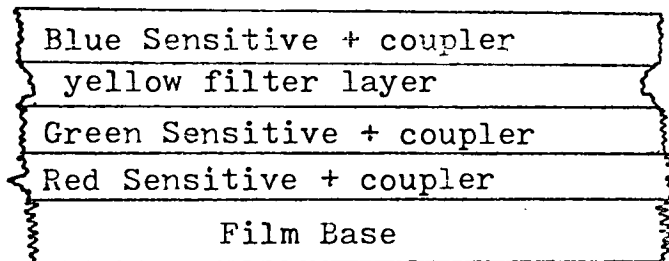 Blue Sensitive + coupler
yellow filter layer
Green Sensitive + coupler
Red Sensitive + coupler
Film Base